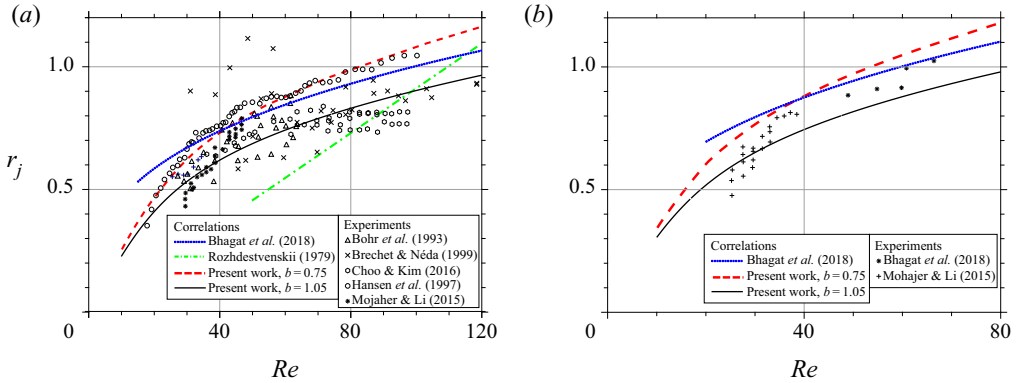 (a)
r_j
1.0
0.5
0
40
80
120
Re
Correlations
Bhagat et al. (2018)
Rozhdestvenskii (1979)
Present work, b = 0.75
Present work, b = 1.05
Experiments
Bohr et al. (1993)
Brechet & Néda (1999)
Choo & Kim (2016)
Hansen et al. (1997)
Mojaher & Li (2015)
(b)
1.0
0.5
0
40
80
Re
Correlations
Bhagat et al. (2018)
Present work, b = 0.75
Present work, b = 1.05
Experiments
Bhagat et al. (2018)
Mohajer & Li (2015)